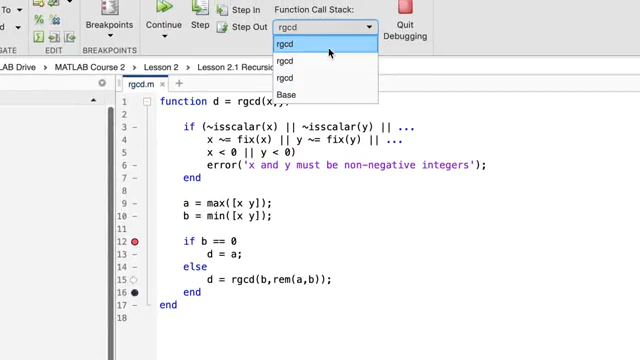 To
Breakpoints
BREAKPOINTS
Continue
Step
Step In
Step Out
Function Call Stack:
rgcd
Quit
Debugging
DEBUG
rgcd
rgcd
rgcd
Base
LAB Drive › MATLAB Course 2 › Lesson 2 › Lesson 2.1 Recursi
rgcd.m
1 function d = rgcd(x,y)
2
3 if (~isscalar(x) || ~isscalar(y) || ...
4 x ~= fix(x) || y ~= fix(y) || ...
5 x < 0 || y < 0)
6 error('x and y must be non-negative integers');
7 end
8
9 a = max([x y]);
10 b = min([x y]);
11
12 if b == 0
13 d = a;
14 else
15 d = rgcd(b,rem(a,b));
16 end
17 end
18